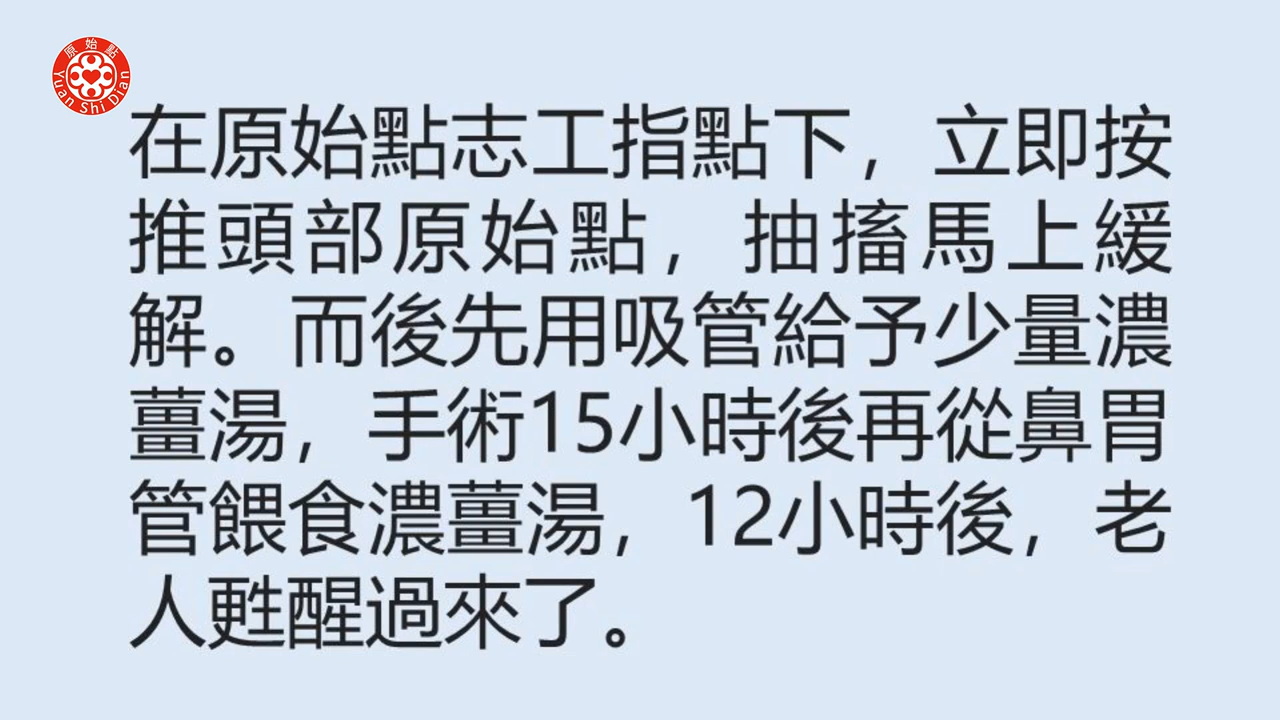 原始點
Yuan Shi Dian
在原始點志工指點下，立即按
推頭部原始點，抽搐馬上緩
解。而後先用吸管給予少量濃
薑湯，手術15小時後再從鼻胃
管餵食濃薑湯，12小時後，老
人甦醒過來了。